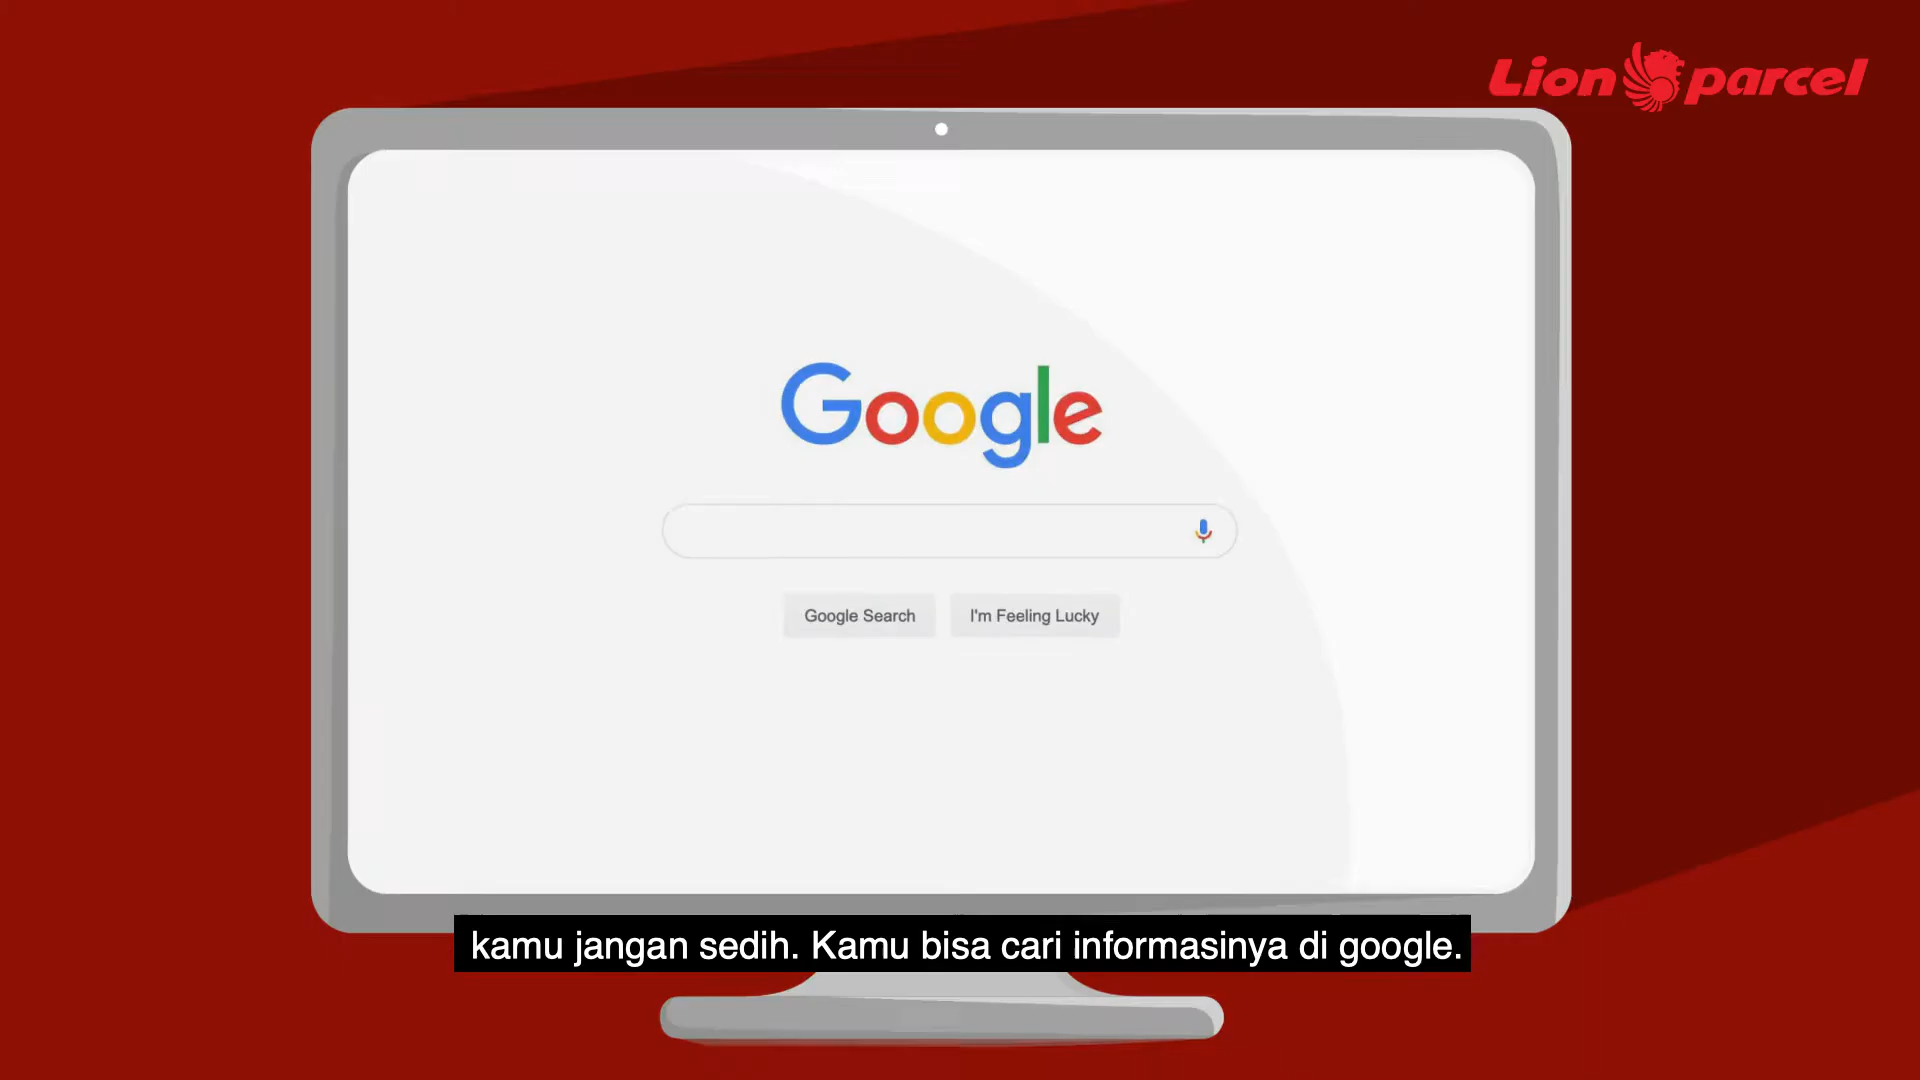 Lion parcel
Google
Google Search
I'm Feeling Lucky
kamu jangan sedih. Kamu bisa cari informasinya di google.